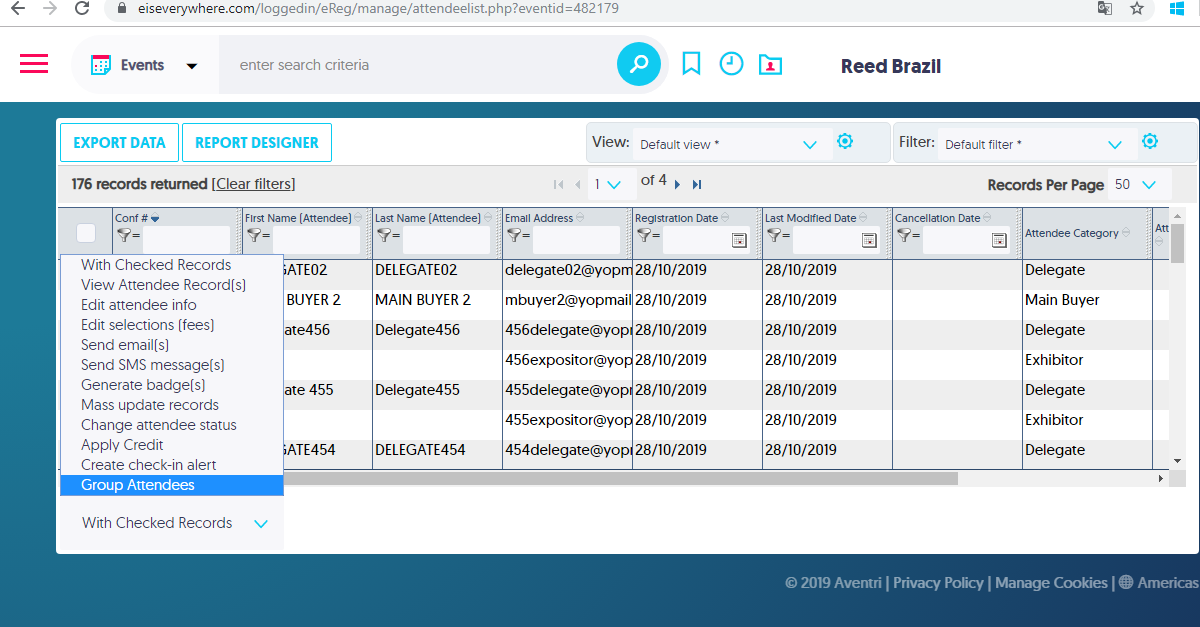 eiseverywhere.com/loggedin/eReg/manage/attendeelist.php?eventid=482179
Events enter search criteria Reed Brazil
EXPORT DATA REPORT DESIGNER View: Default view * Filter: Default filter *
176 records returned [Clear filters] 1 of 4 Records Per Page 50
Conf # First Name (Attendee) Last Name (Attendee) Email Address Registration Date Last Modified Date Cancellation Date Attendee Category Att
= = = = = = =
With Checked Records GATE02 DELEGATE02 delegate02@yopm 28/10/2019 28/10/2019 Delegate
View Attendee Record(s)
Edit attendee info BUYER 2 MAIN BUYER 2 mbuyer2@yopmail 28/10/2019 28/10/2019 Main Buyer
Edit selections (fees) ate456 Delegate456 456delegate@yopr 28/10/2019 28/10/2019 Delegate
Send email(s)
Send SMS message(s) 456expositor@yop 28/10/2019 28/10/2019 Exhibitor
Generate badge(s) ate 455 Delegate455 455delegate@yopr 28/10/2019 28/10/2019 Delegate
Mass update records
Change attendee status 455expositor@yop 28/10/2019 28/10/2019 Exhibitor
Apply Credit GATE454 DELEGATE454 454delegate@yopr 28/10/2019 28/10/2019 Delegate
Create check-in alert
Group Attendees
With Checked Records
© 2019 Aventri | Privacy Policy | Manage Cookies | Americas